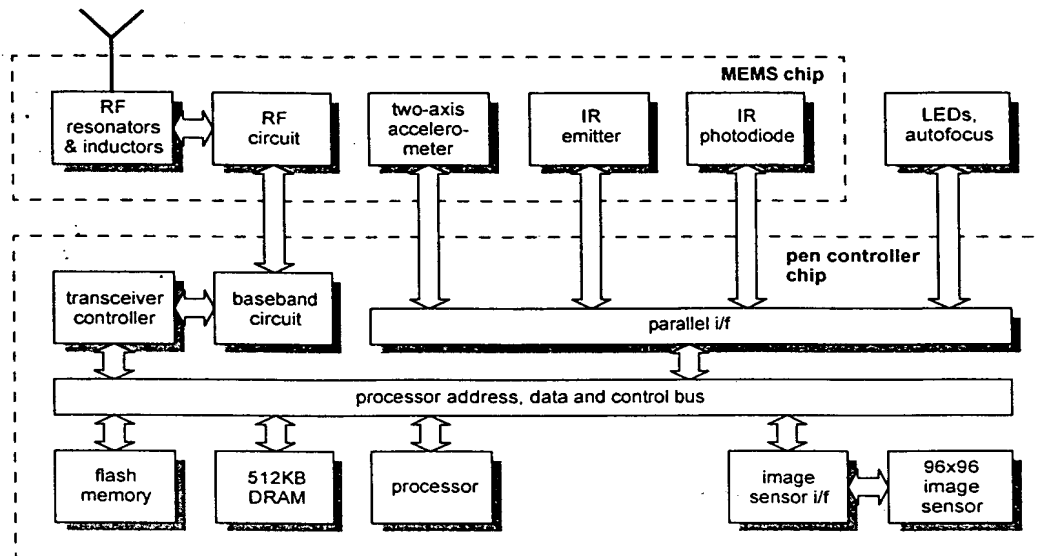 MEMS chip
RF
resonators
& inductors
RF
circuit
two-axis
accelero-
meter
IR
emitter
IR
photodiode
LEDs,
autofocus
pen controller
chip
transceiver
controller
baseband
circuit
parallel i/f
processor address, data and control bus
flash
memory
512KB
DRAM
processor
image
sensor i/f
96x96
image
sensor